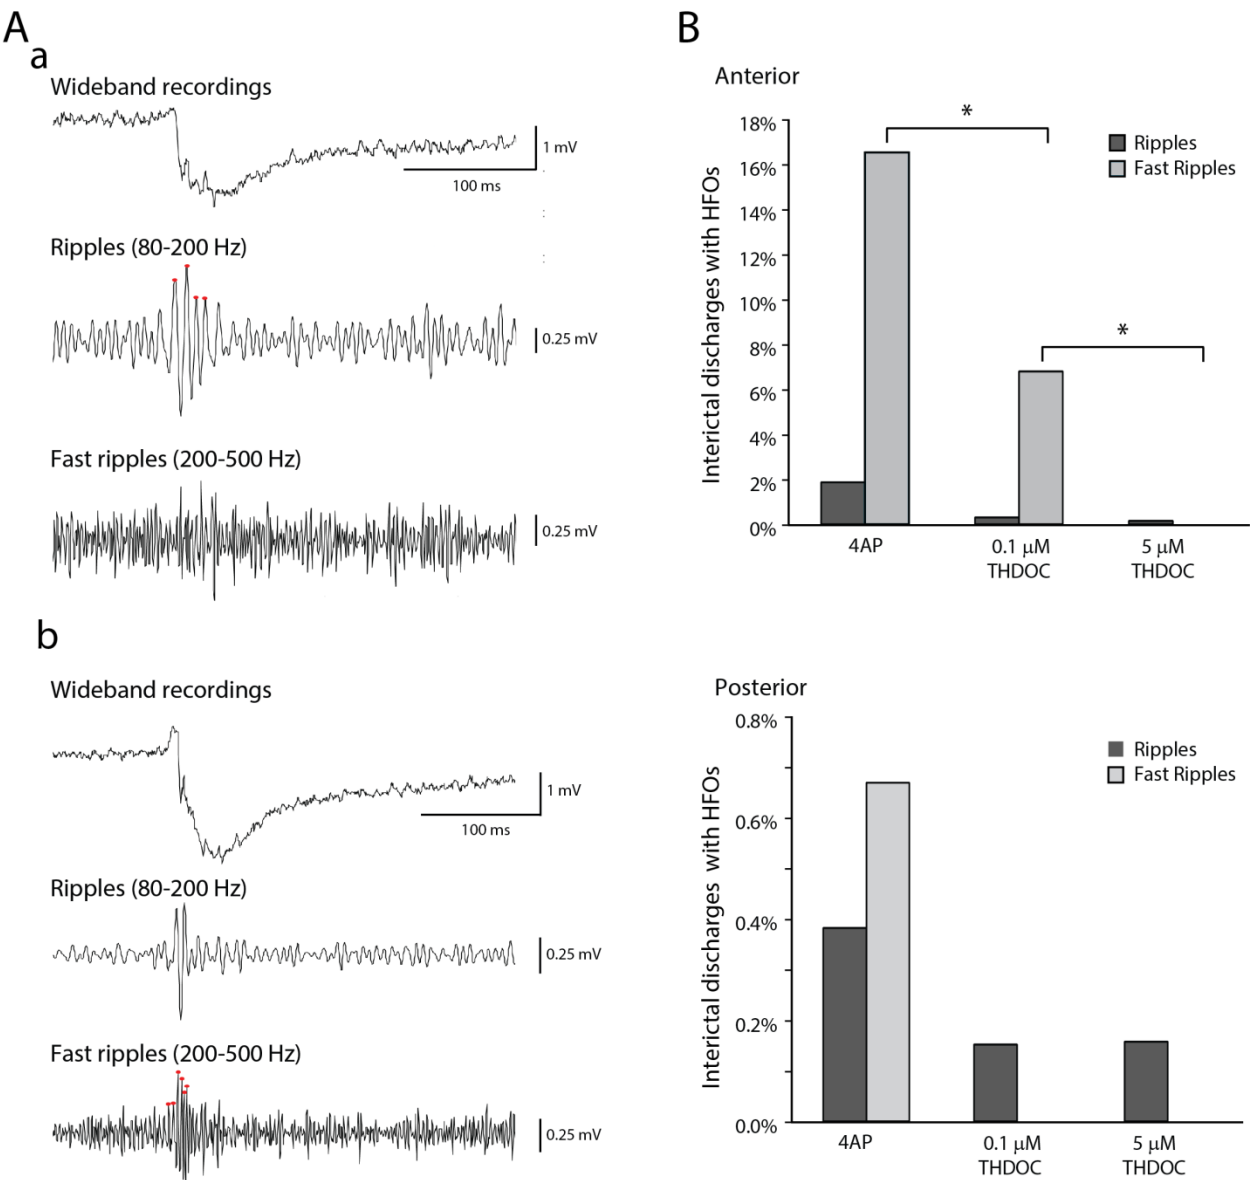 A
a
Wideband recordings
1 mV
100 ms
Ripples (80-200 Hz)
0.25 mV
Fast ripples (200-500 Hz)
0.25 mV
b
Wideband recordings
1 mV
100 ms
Ripples (80-200 Hz)
0.25 mV
Fast ripples (200-500 Hz)
0.25 mV
B
Anterior
Interictal discharges with HFOs
18%
16%
14%
12%
10%
8%
6%
4%
2%
0%
*
*
Ripples
Fast Ripples
4AP
0.1 μM
THDOC
5 μM
THDOC
Posterior
Interictal discharges with HFOs
0.8%
0.6%
0.4%
0.2%
0.0%
Ripples
Fast Ripples
4AP
0.1 μM
THDOC
5 μM
THDOC